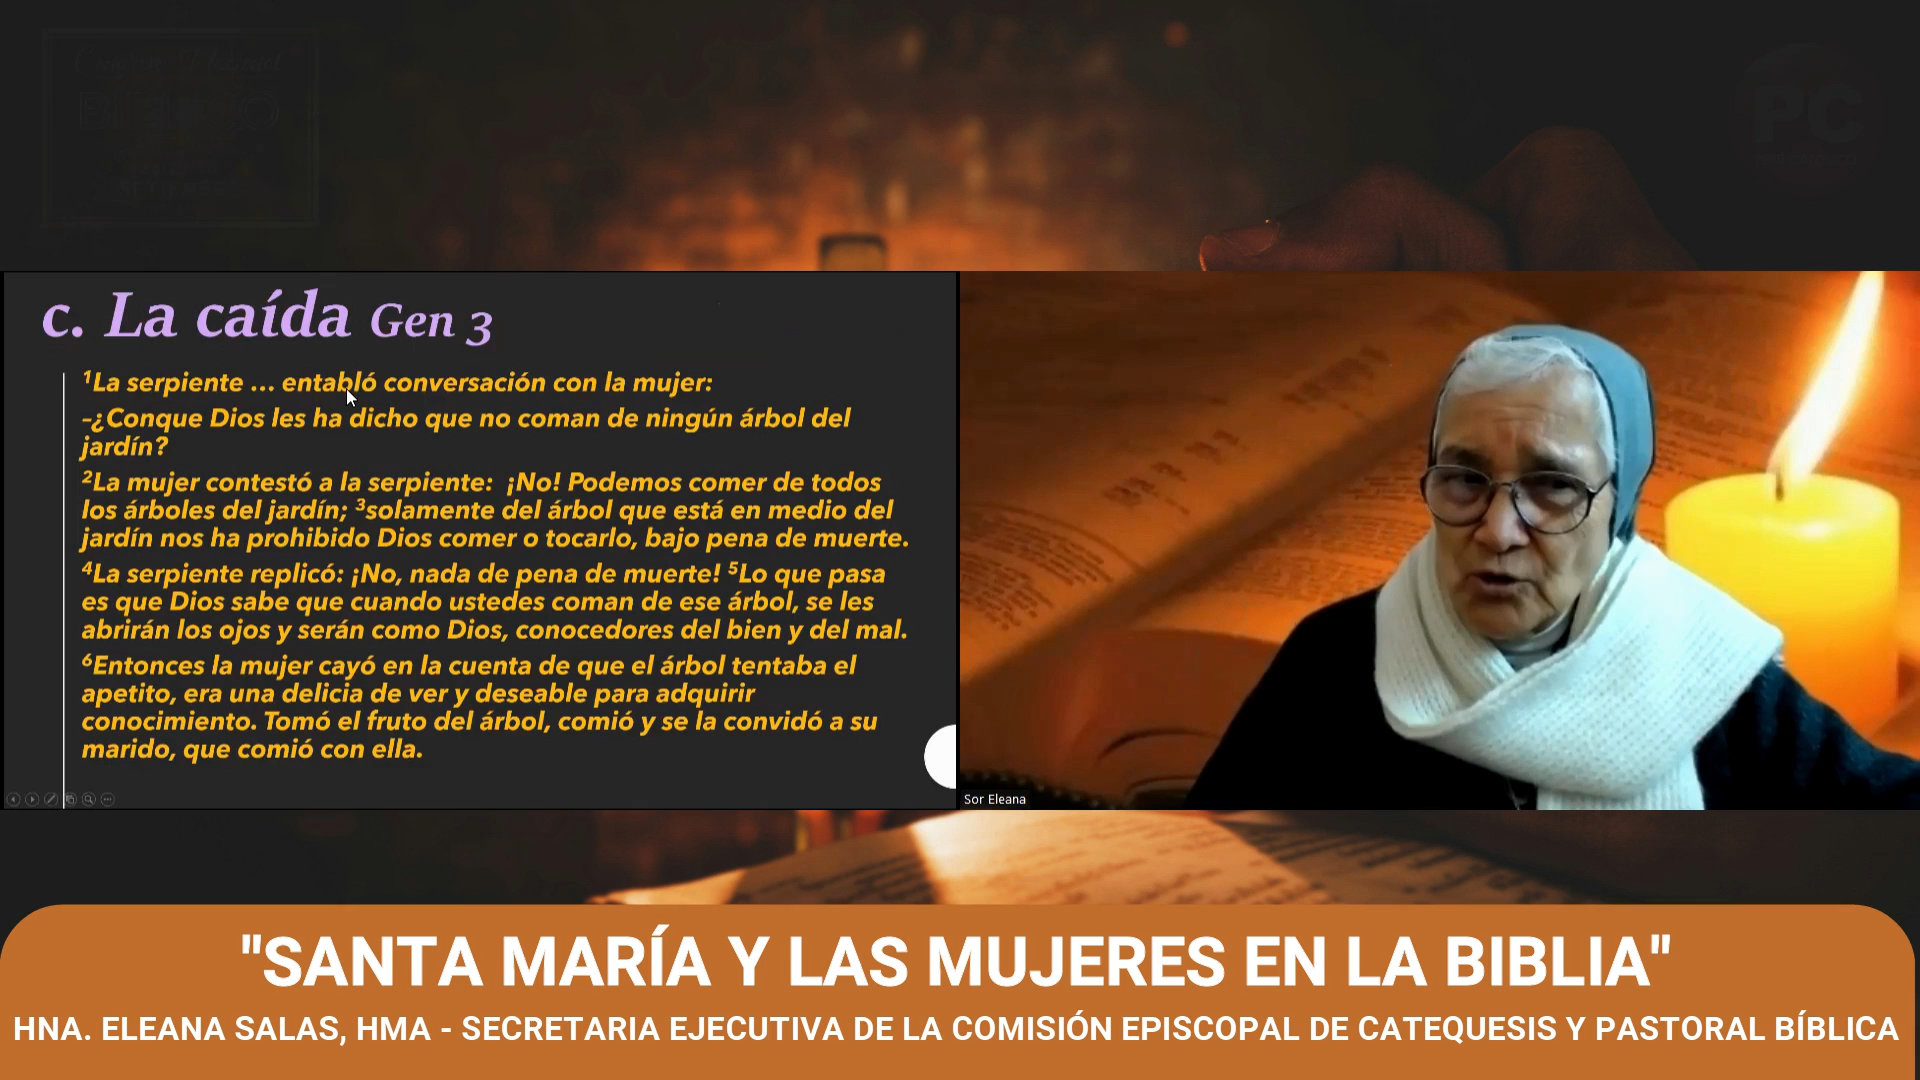 c. La caída Gen 3
¹La serpiente … entabló conversación con la mujer:
–¿Conque Dios les ha dicho que no coman de ningún árbol del
jardín?
²La mujer contestó a la serpiente: ¡No! Podemos comer de todos
los árboles del jardín; ³solamente del árbol que está en medio del
jardín nos ha prohibido Dios comer o tocarlo, bajo pena de muerte.
⁴La serpiente replicó: ¡No, nada de pena de muerte! ⁵Lo que pasa
es que Dios sabe que cuando ustedes coman de ese árbol, se les
abrirán los ojos y serán como Dios, conocedores del bien y del mal.
⁶Entonces la mujer cayó en la cuenta de que el árbol tentaba el
apetito, era una delicia de ver y deseable para adquirir
conocimiento. Tomó el fruto del árbol, comió y se la convidó a su
marido, que comió con ella.
Sor Eleana
PC
"SANTA MARÍA Y LAS MUJERES EN LA BIBLIA"
HNA. ELEANA SALAS, HMA - SECRETARIA EJECUTIVA DE LA COMISIÓN EPISCOPAL DE CATEQUESIS Y PASTORAL BÍBLICA